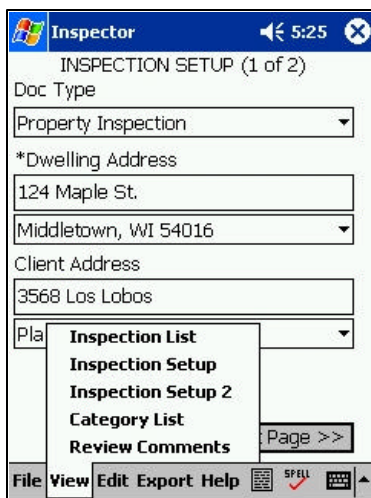 Inspector 5:25
INSPECTION SETUP (1 of 2)
Doc Type
Property Inspection
*Dwelling Address
124 Maple St.
Middletown, WI 54016
Client Address
3568 Los Lobos
Pla
Inspection List
Inspection Setup
Inspection Setup 2
Category List
Review Comments
Page >>
File View Edit Export Help SPELL